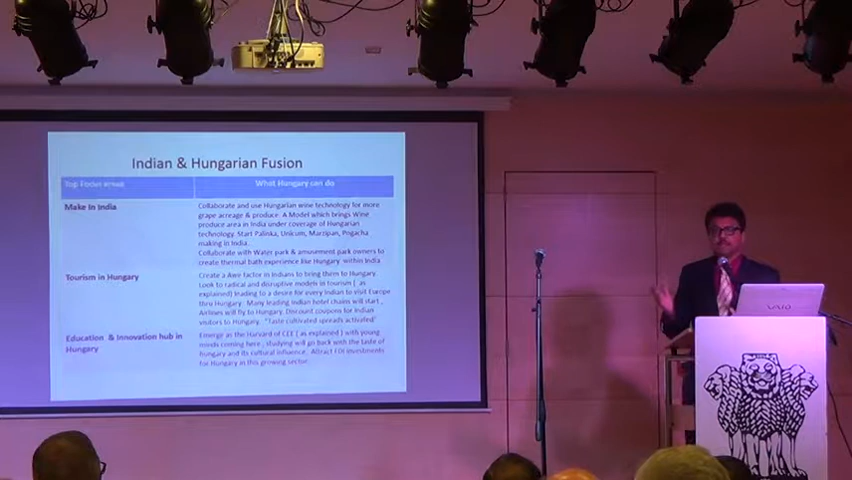 Indian & Hungarian Fusion
Top Focus areas
What Hungary can do
Make in India
Collaborate and use Hungarian wine technology for more
grape acreage & produce. A Model which brings Wine
produce area in India under coverage of Hungarian
technology. Start Palinka, Unicum, Marzipan, Pogacha
making in India.
Collaborate with Water park & amusement park owners to
create thermal bath experience like Hungary within India
Tourism in Hungary
Create a Awe factor in Indians to bring them to Hungary.
Look to radical and disruptive models in tourism ( as
explained) leading to a desire for every Indian to visit Europe
thru Hungary. Many leading Indian hotel chains will start,
Airlines will fly to Hungary. Discount coupons for Indian
visitors to Hungary. "Taste cultivated spreads activated"
Education & Innovation hub in
Hungary
Emerge as the Harvard of CEE ( as explained ) with young
minds coming here , studying will go back with the taste of
hungary and its cultural influence. Attract FDI investments
for Hungary in this growing sector.
VAIO